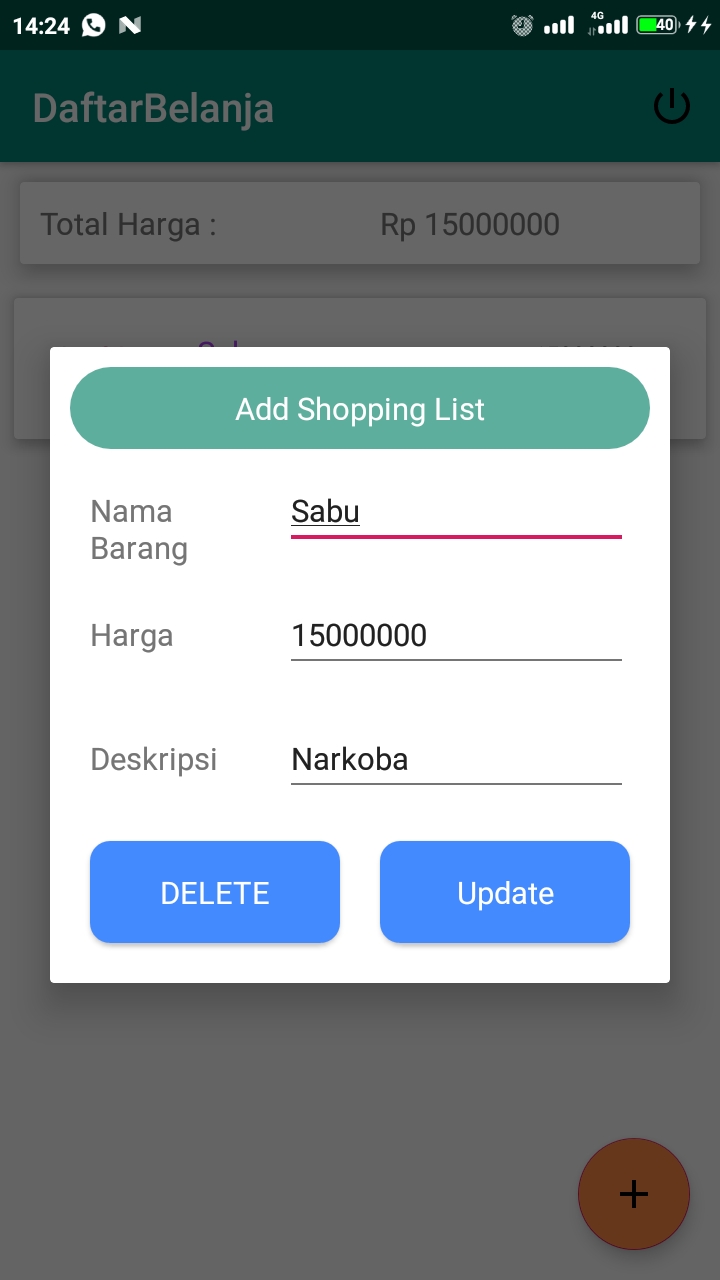 14:24
4G
40
DaftarBelanja
Total Harga : Rp 15000000
Add Shopping List
Nama
Barang
Sabu
Harga 15000000
Deskripsi Narkoba
DELETE Update
+